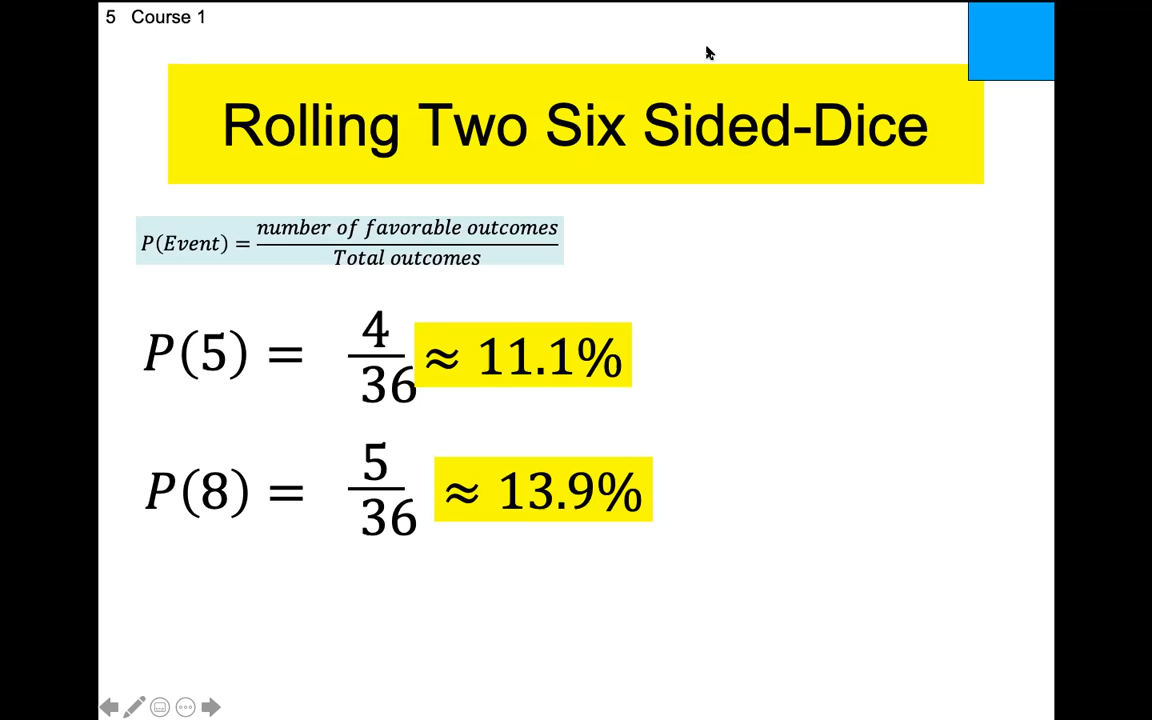 5 Course 1
Rolling Two Six Sided-Dice
P(Event) = number of favorable outcomes / Total outcomes
P(5) = 4/36 ≈ 11.1%
P(8) = 5/36 ≈ 13.9%